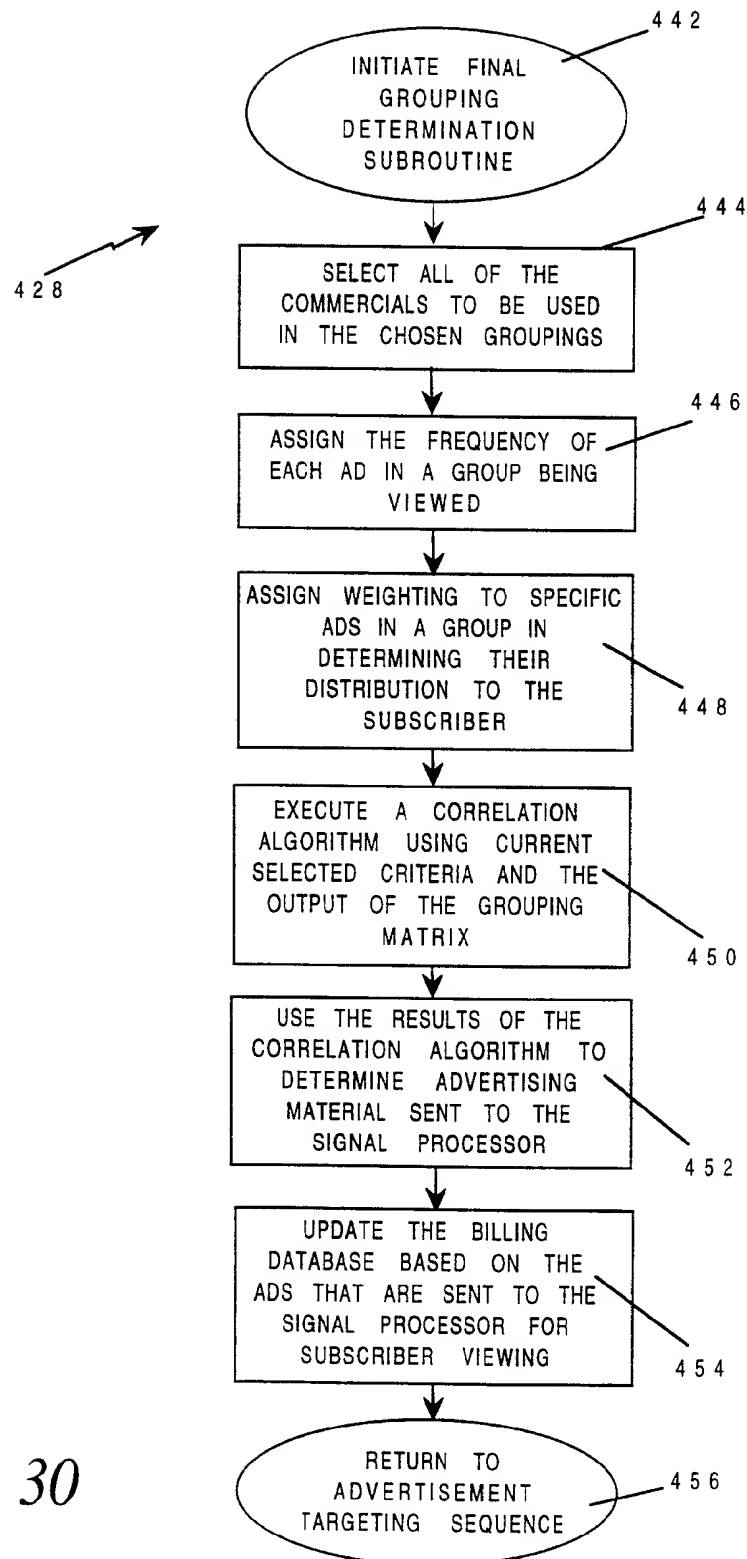 442
INITIATE FINAL
GROUPING
DETERMINATION
SUBROUTINE
428
444
SELECT ALL OF THE
COMMERCIALS TO BE USED
IN THE CHOSEN GROUPINGS
446
ASSIGN THE FREQUENCY OF
EACH AD IN A GROUP BEING
VIEWED
ASSIGN WEIGHTING TO SPECIFIC
ADS IN A GROUP IN
DETERMINING THEIR
DISTRIBUTION TO THE
SUBSCRIBER
448
EXECUTE A CORRELATION
ALGORITHM USING CURRENT
SELECTED CRITERIA AND THE
OUTPUT OF THE GROUPING
MATRIX
450
USE THE RESULTS OF THE
CORRELATION ALGORITHM TO
DETERMINE ADVERTISING
MATERIAL SENT TO THE
SIGNAL PROCESSOR
452
UPDATE THE BILLING
DATABASE BASED ON THE
ADS THAT ARE SENT TO THE
SIGNAL PROCESSOR FOR
SUBSCRIBER VIEWING
454
RETURN TO
ADVERTISEMENT
TARGETING SEQUENCE
456
30